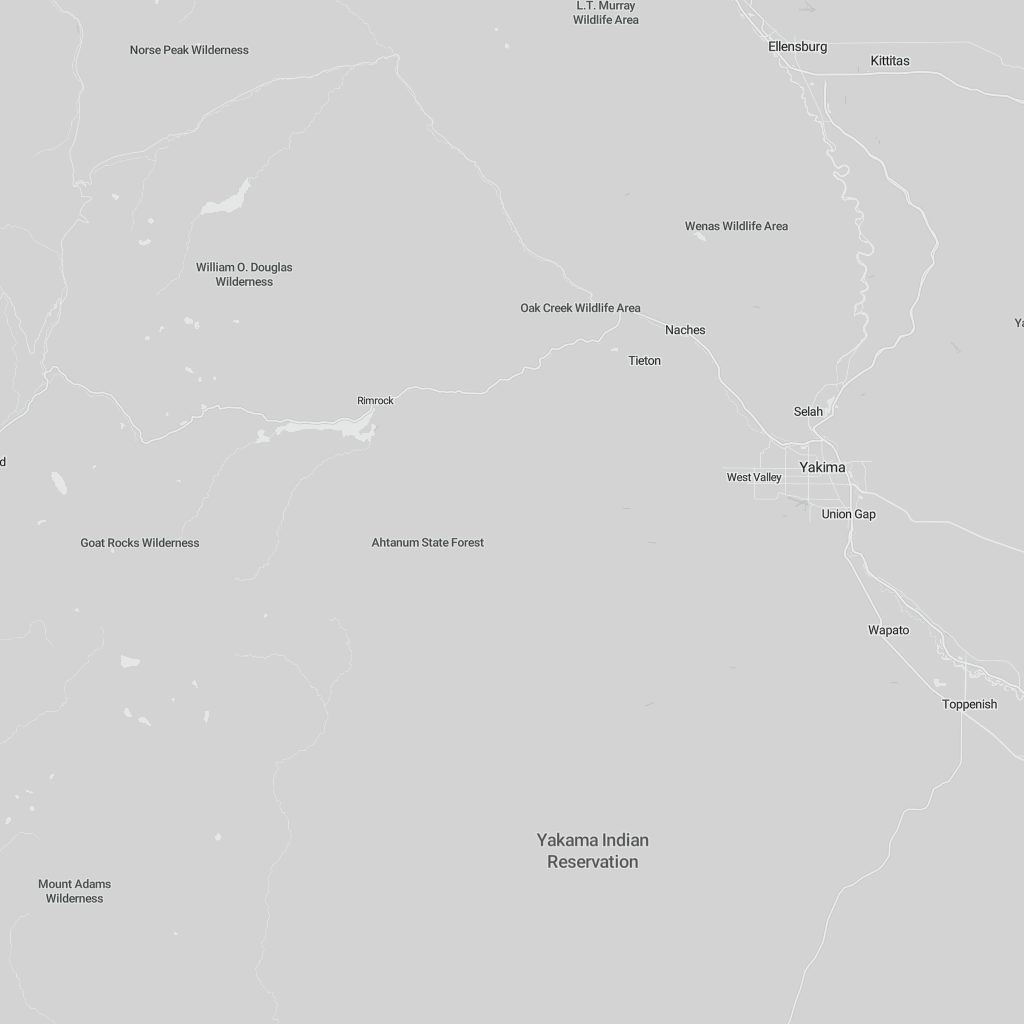 L.T. Murray
Wildlife Area
Norse Peak Wilderness
Ellensburg
Kittitas
Wenas Wildlife Area
William O. Douglas
Wilderness
Oak Creek Wildlife Area
Naches
Ya
Tieton
Rimrock
Selah
d
Yakima
West Valley
Union Gap
Goat Rocks Wilderness
Ahtanum State Forest
Wapato
Toppenish
Yakama Indian
Reservation
Mount Adams
Wilderness